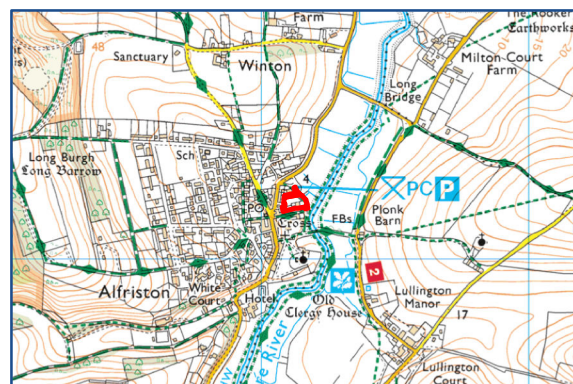 Farm
The Rookery
Earthworks
48
Sanctuary
Winton
Milton Court
Farm
Long
Bridge
Sch
Long Burgh
Long Barrow
4
PC P
PO
Cross
FBs
Plonk
Barn
2
White
Court
Alfriston
Hotel
Old
Clergy House
Lullington
Manor
17
River
Lullington
Court